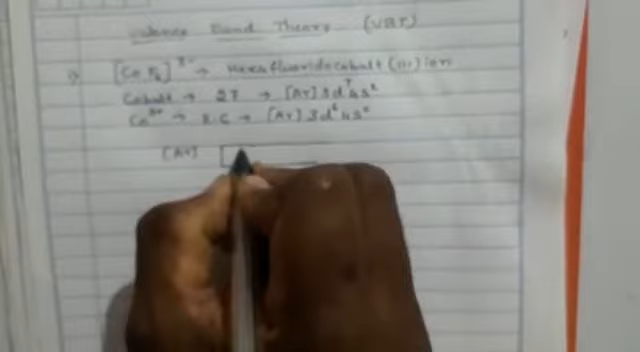 Valence Bond Theory (VBT)
1) [CoF6]3- → Hexafluoridocobalt (III) ion
Cobalt → 27 → [Ar] 3d7 4s2
Co3+ → E.C → [Ar] 3d6 4s0
[Ar]